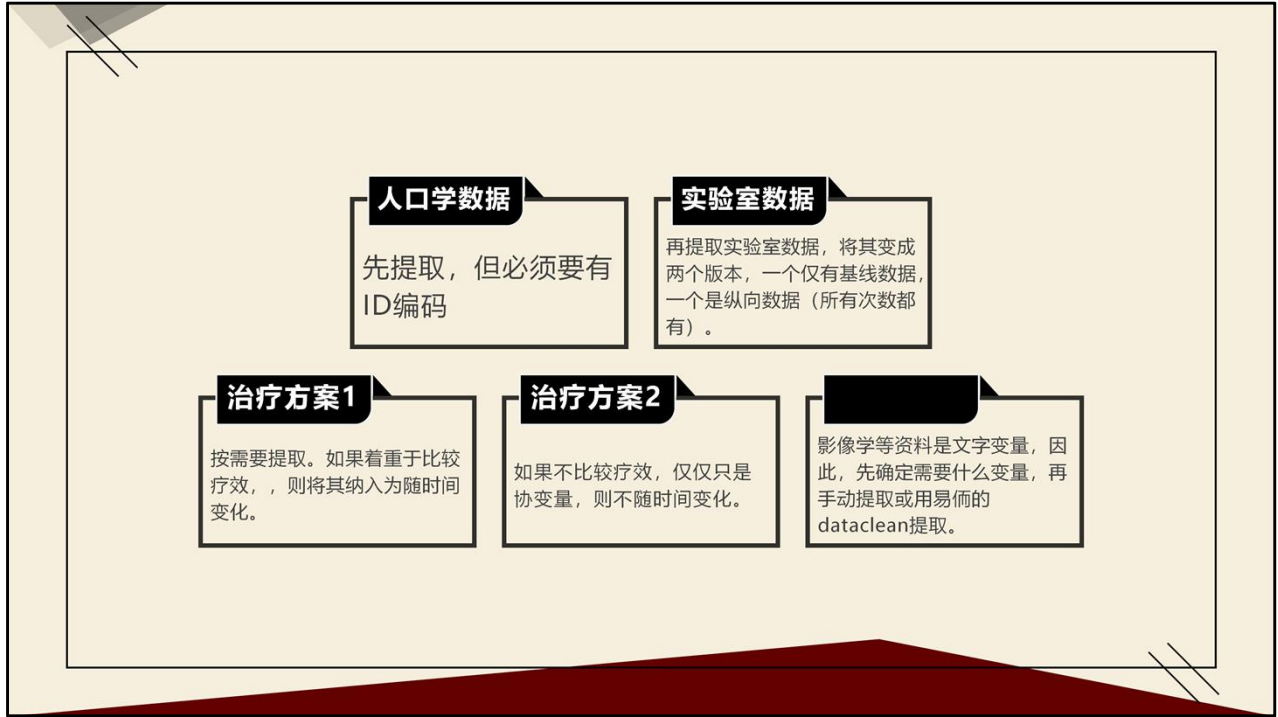 人口学数据
先提取，但必须要有
ID编码
实验室数据
再提取实验室数据，将其变成
两个版本，一个仅有基线数据，
一个是纵向数据（所有次数都
有）。
治疗方案1
按需要提取。如果着重于比较
疗效，，则将其纳入为随时间
变化。
治疗方案2
如果不比较疗效，仅仅只是
协变量，则不随时间变化。
影像学等资料是文字变量，因
此，先确定需要什么变量，再
手动提取或用易侕的
dataclean提取。